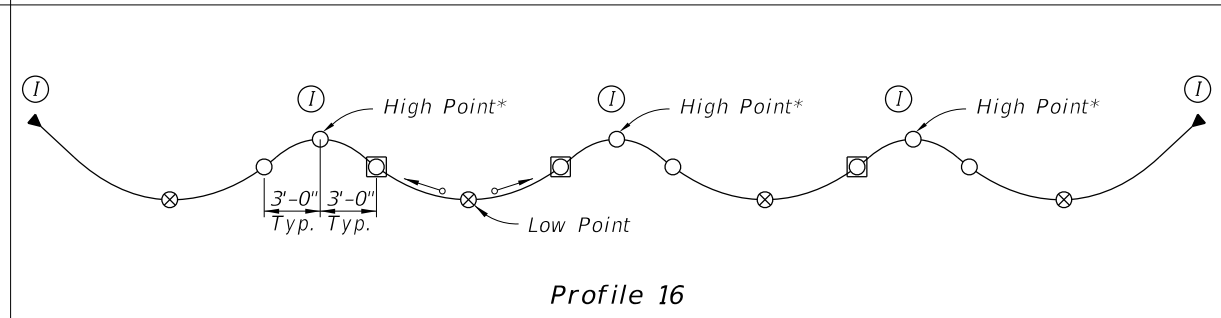 I I I I I
High Point* High Point* High Point*
3'-0" 3'-0"
Typ. Typ.
Low Point
Profile 16